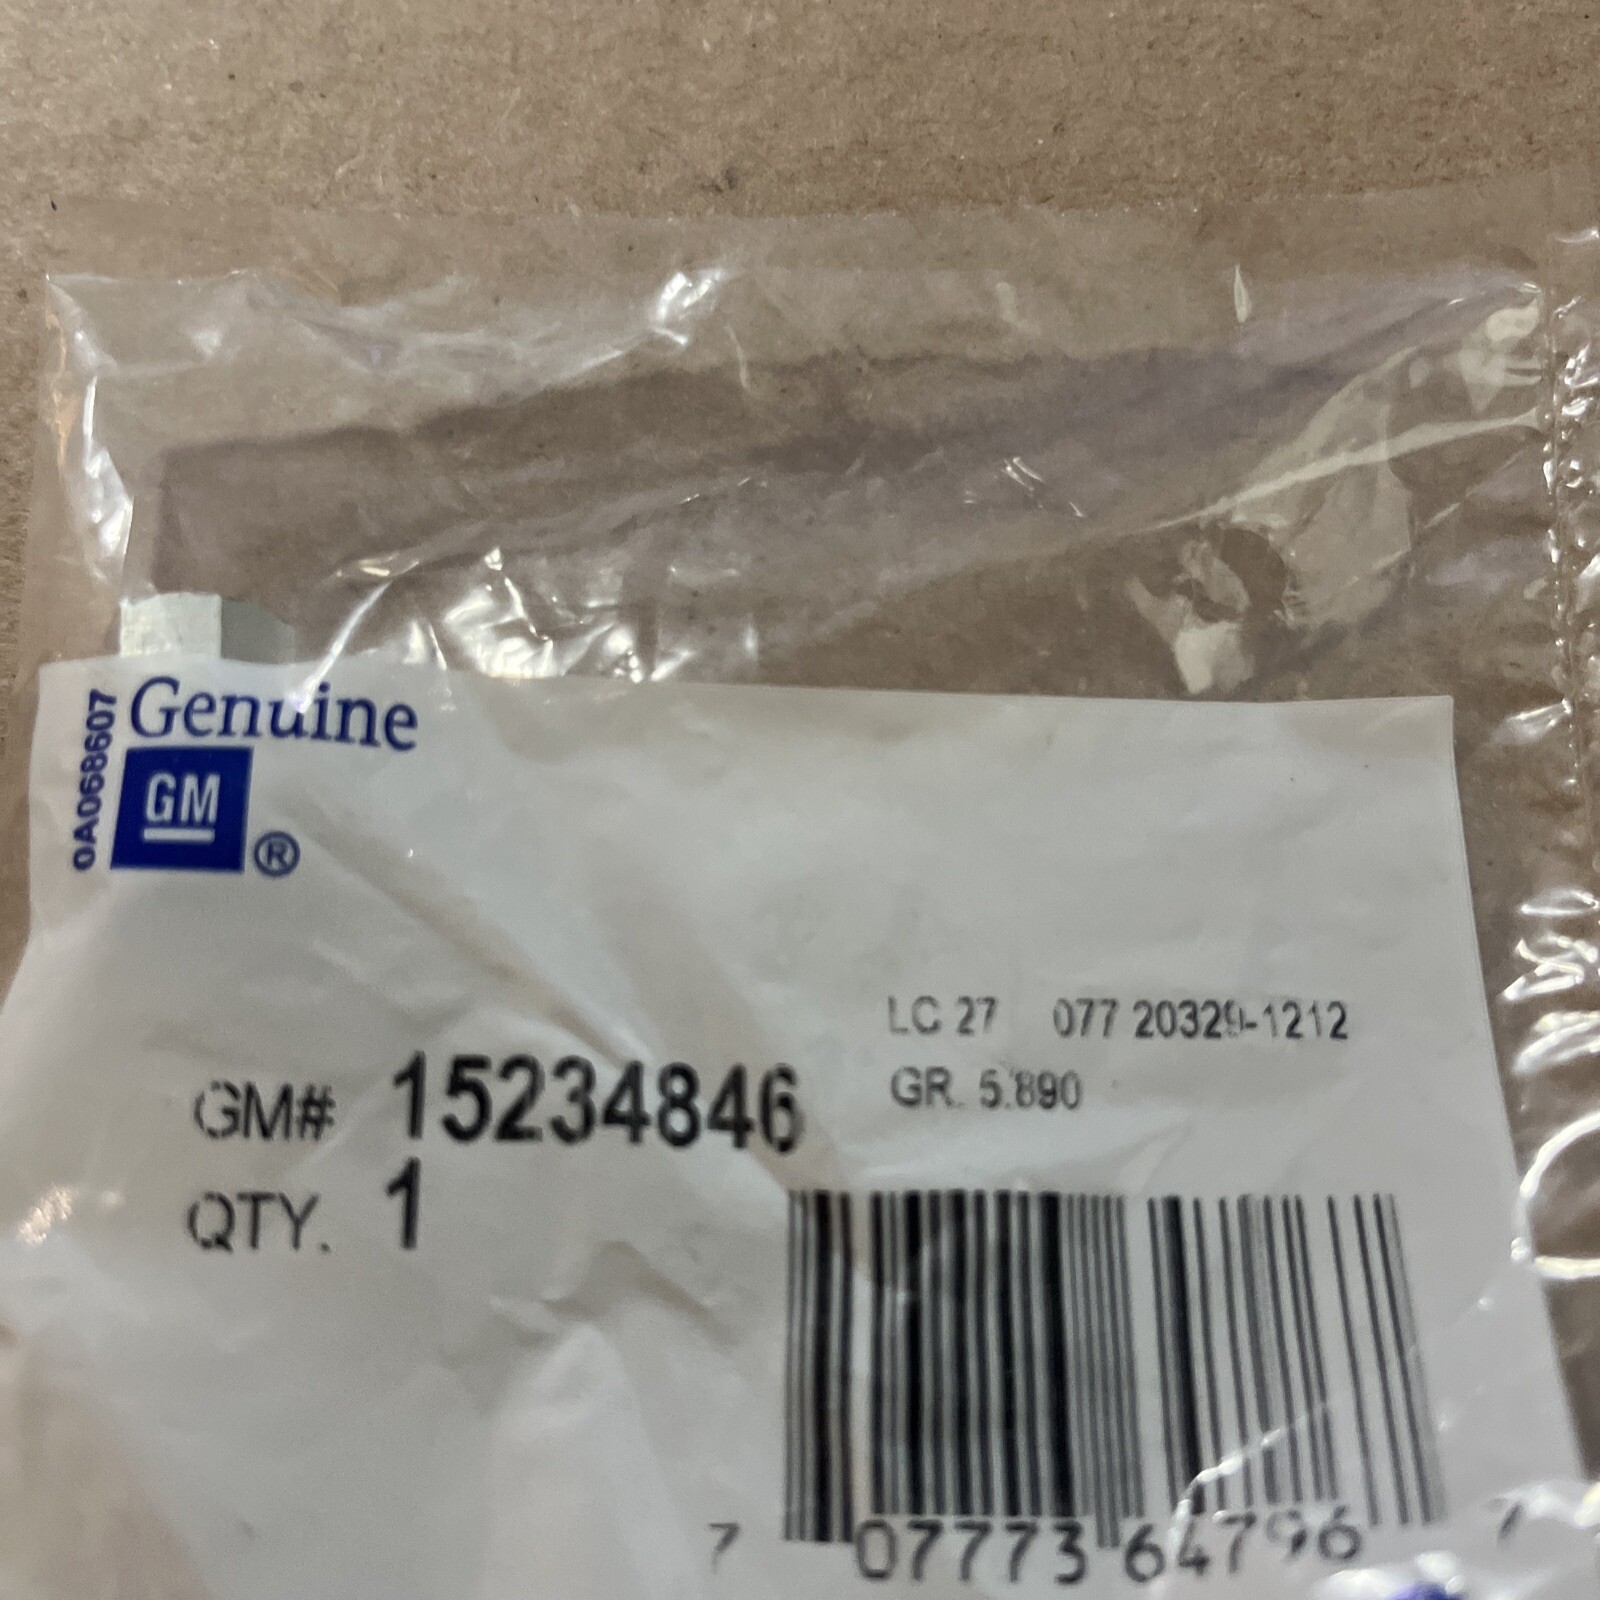 Genuine
0A068607
GM
®
LC 27 077 20329-1212
GM# 15234846
GR. 5.890
QTY. 1
7 07773 64796 7